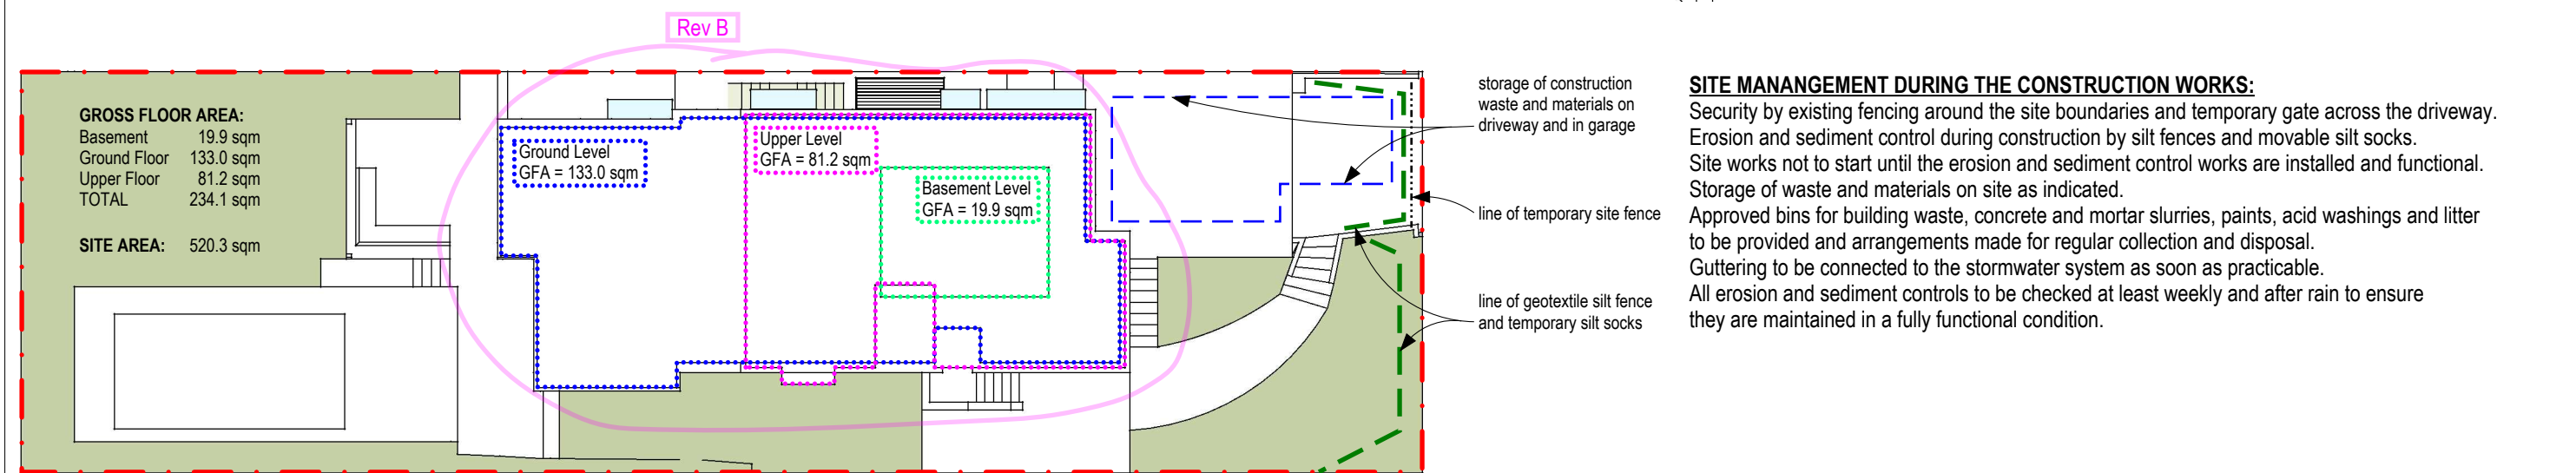 Rev B
GROSS FLOOR AREA:
Basement 19.9 sqm
Ground Floor 133.0 sqm
Upper Floor 81.2 sqm
TOTAL 234.1 sqm
SITE AREA: 520.3 sqm
Ground Level
GFA = 133.0 sqm
Upper Level
GFA = 81.2 sqm
Basement Level
GFA = 19.9 sqm
storage of construction
waste and materials on
driveway and in garage
line of temporary site fence
line of geotextile silt fence
and temporary silt socks
SITE MANANGEMENT DURING THE CONSTRUCTION WORKS:
Security by existing fencing around the site boundaries and temporary gate across the driveway.
Erosion and sediment control during construction by silt fences and movable silt socks.
Site works not to start until the erosion and sediment control works are installed and functional.
Storage of waste and materials on site as indicated.
Approved bins for building waste, concrete and mortar slurries, paints, acid washings and litter
to be provided and arrangements made for regular collection and disposal.
Guttering to be connected to the stormwater system as soon as practicable.
All erosion and sediment controls to be checked at least weekly and after rain to ensure
they are maintained in a fully functional condition.